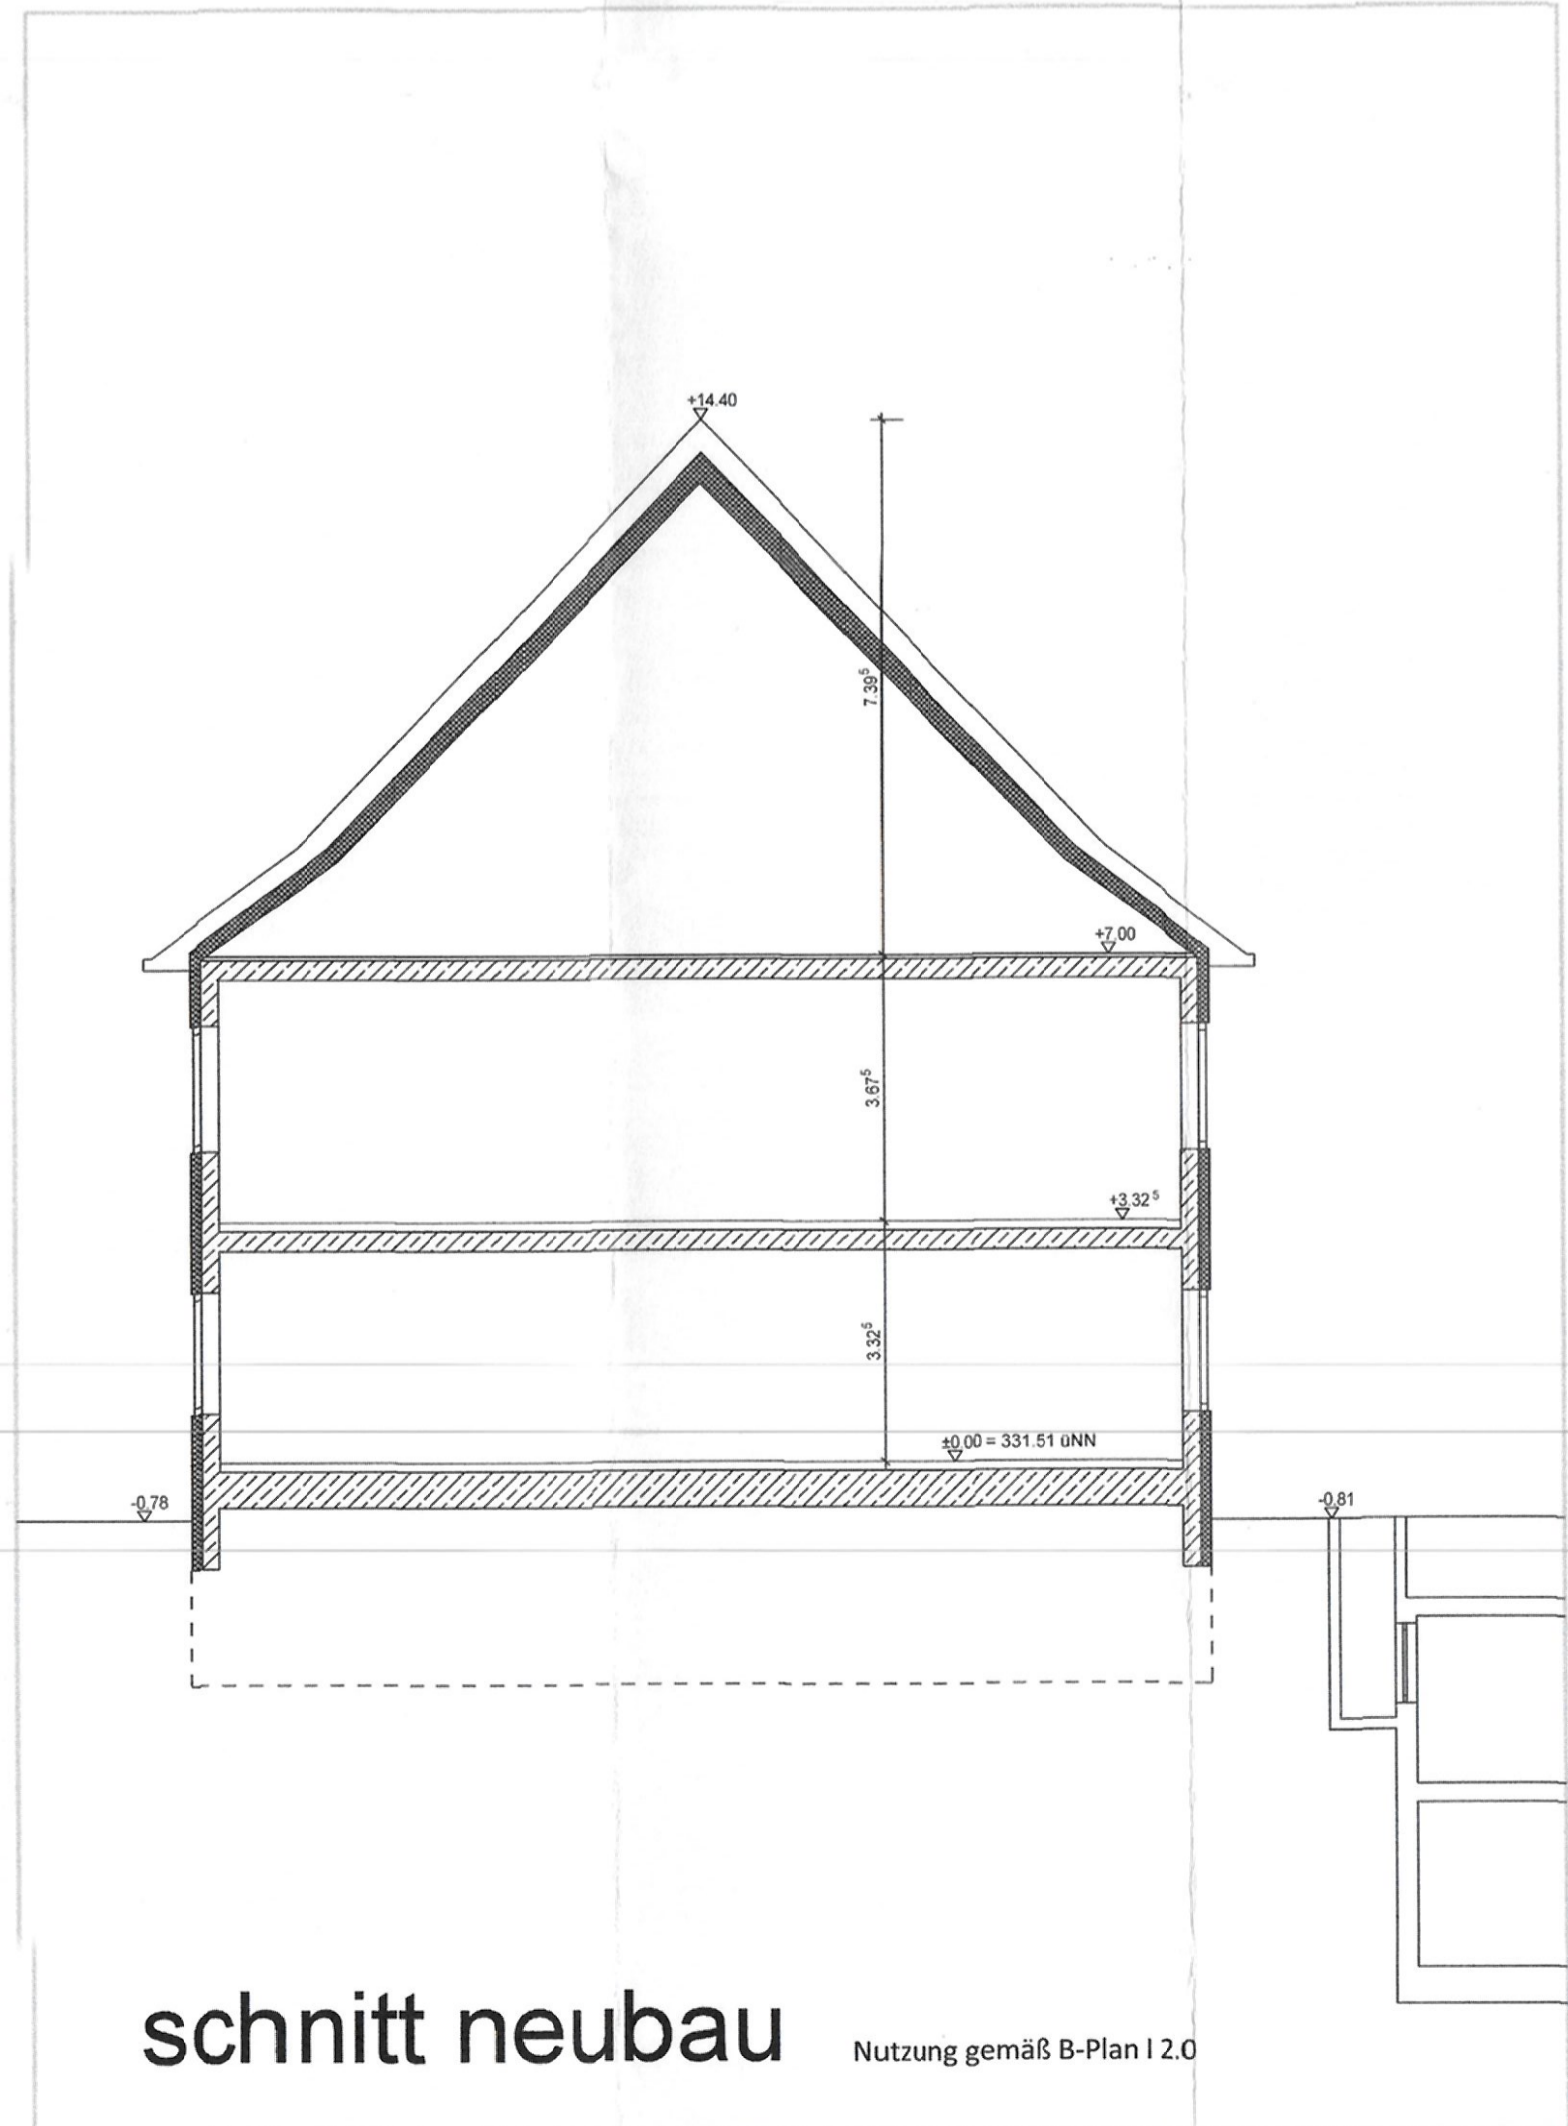 +14.40
7.39⁵
+7.00
3.67⁵
+3.32⁵
3.32⁵
±0.00 = 331.51 üNN
-0.78
-0.81
schnitt neubau
Nutzung gemäß B-Plan I 2.0